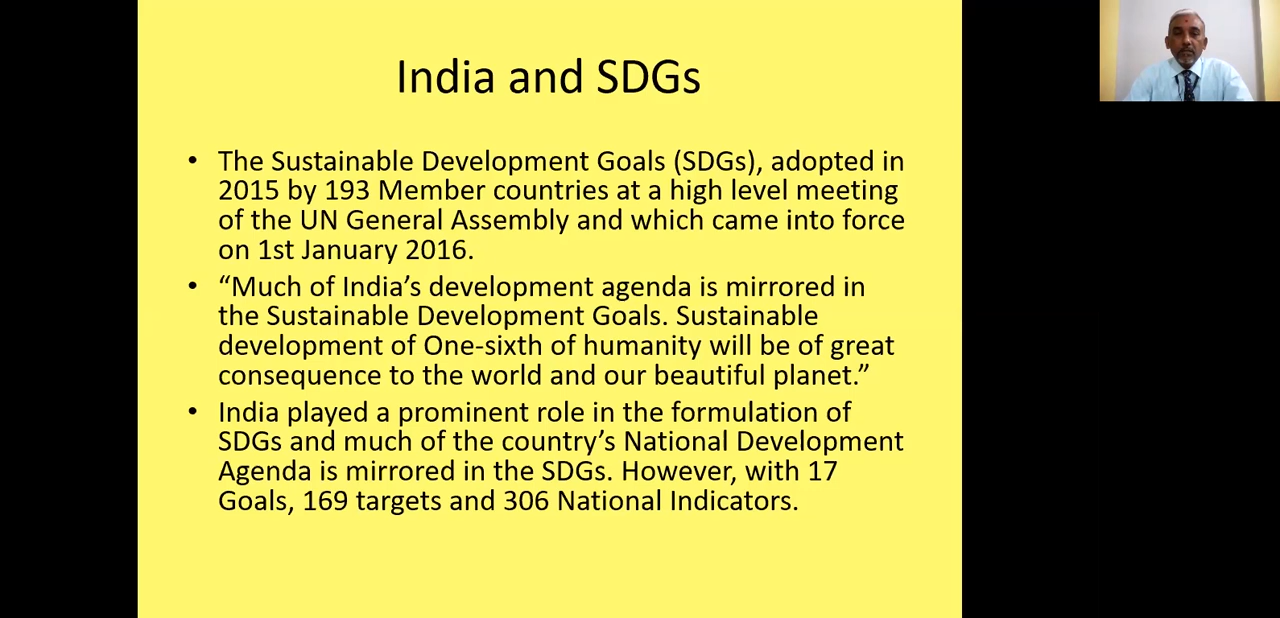 India and SDGs
• The Sustainable Development Goals (SDGs), adopted in
2015 by 193 Member countries at a high level meeting
of the UN General Assembly and which came into force
on 1st January 2016.
• “Much of India’s development agenda is mirrored in
the Sustainable Development Goals. Sustainable
development of One-sixth of humanity will be of great
consequence to the world and our beautiful planet.”
• India played a prominent role in the formulation of
SDGs and much of the country’s National Development
Agenda is mirrored in the SDGs. However, with 17
Goals, 169 targets and 306 National Indicators.